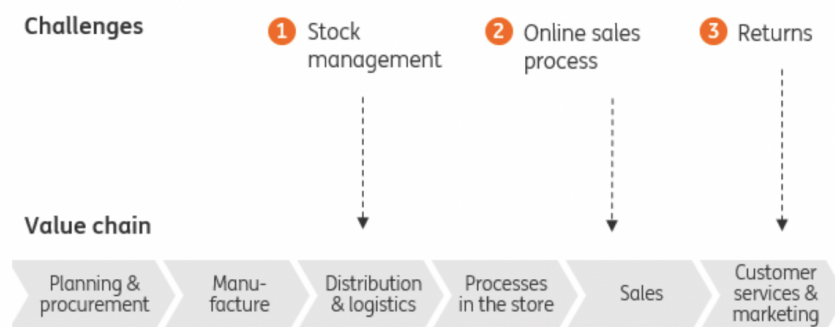 Challenges
1 Stock
management
2 Online sales
process
3 Returns
Value chain
Planning &
procurement
Manu-
facture
Distribution
& logistics
Processes
in the store
Sales
Customer
services &
marketing